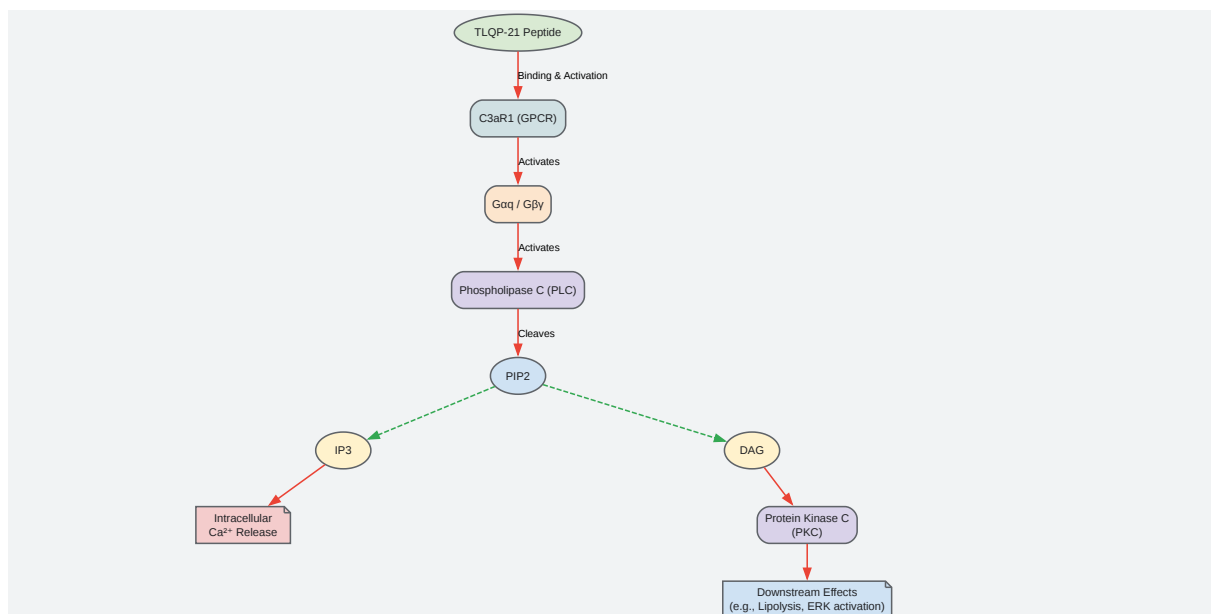 TLQP-21 Peptide
Binding & Activation
C3aR1 (GPCR)
Activates
Gαq / Gβγ
Activates
Phospholipase C (PLC)
Cleaves
PIP2
IP3
DAG
Intracellular
Ca²⁺ Release
Protein Kinase C
(PKC)
Downstream Effects
(e.g., Lipolysis, ERK activation)